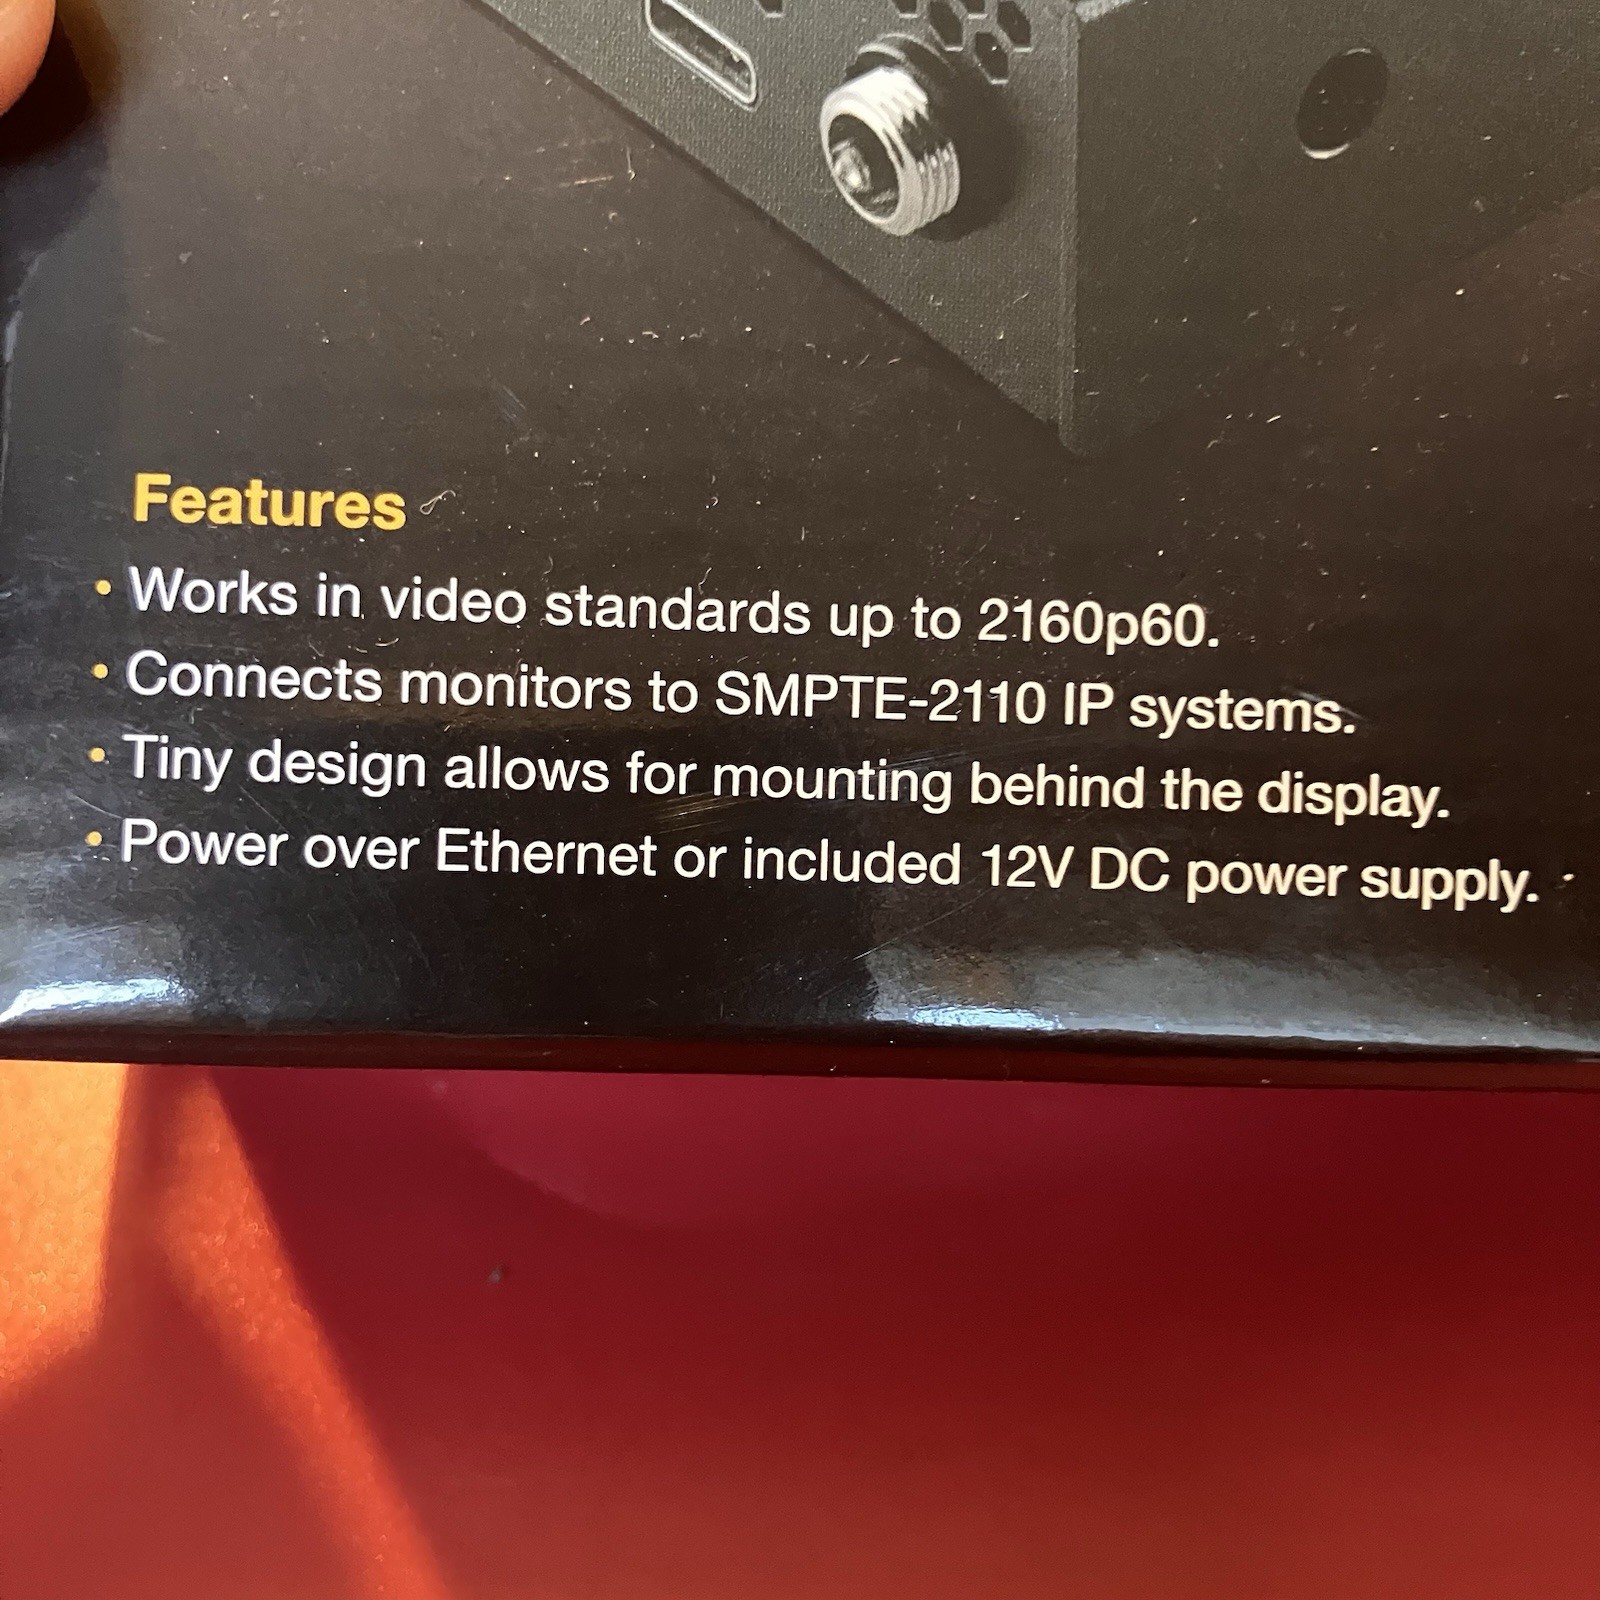 Features
• Works in video standards up to 2160p60.
• Connects monitors to SMPTE-2110 IP systems.
• Tiny design allows for mounting behind the display.
• Power over Ethernet or included 12V DC power supply.